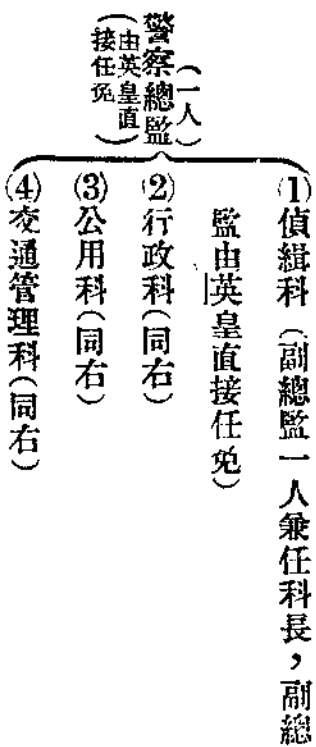 警察總監
(一人)
(由英皇直
接任免)
(1)偵緝科(副總監一人兼任科長,副總
監由英皇直接任免)
(2)行政科(同右)
(3)公用科(同右)
(4)交通管理科(同右)